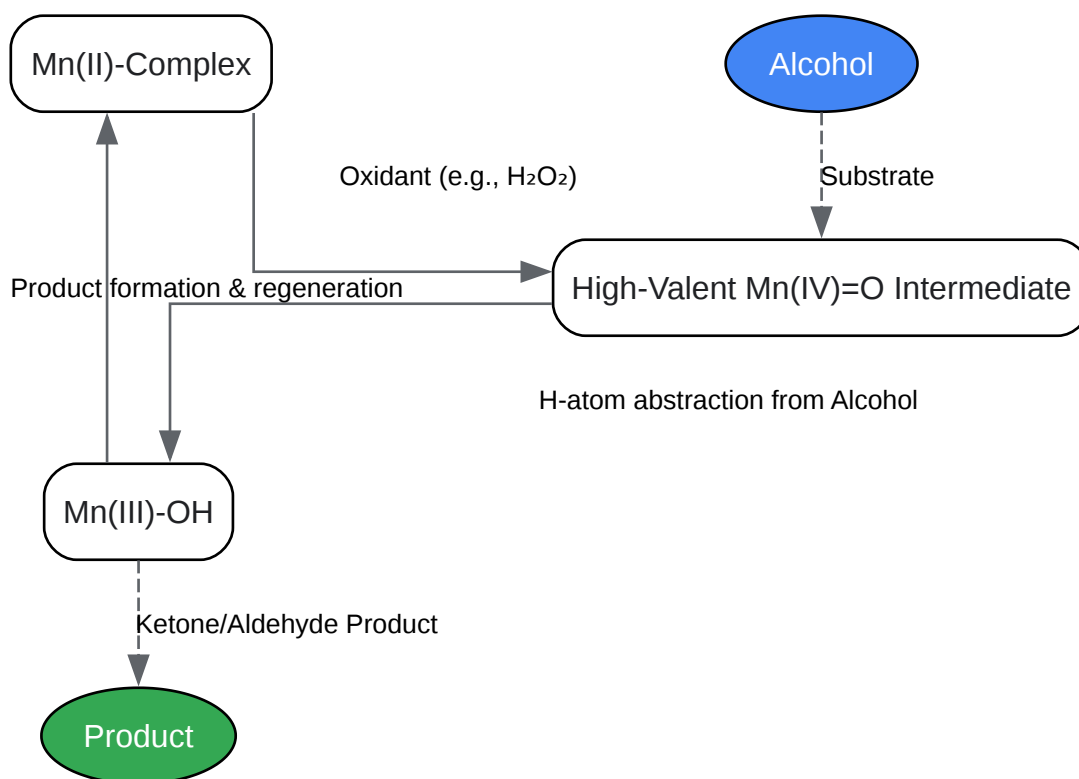 Mn(II)-Complex
Alcohol
Oxidant (e.g., H₂O₂)
Substrate
High-Valent Mn(IV)=O Intermediate
Product formation & regeneration
H-atom abstraction from Alcohol
Mn(III)-OH
Ketone/Aldehyde Product
Product